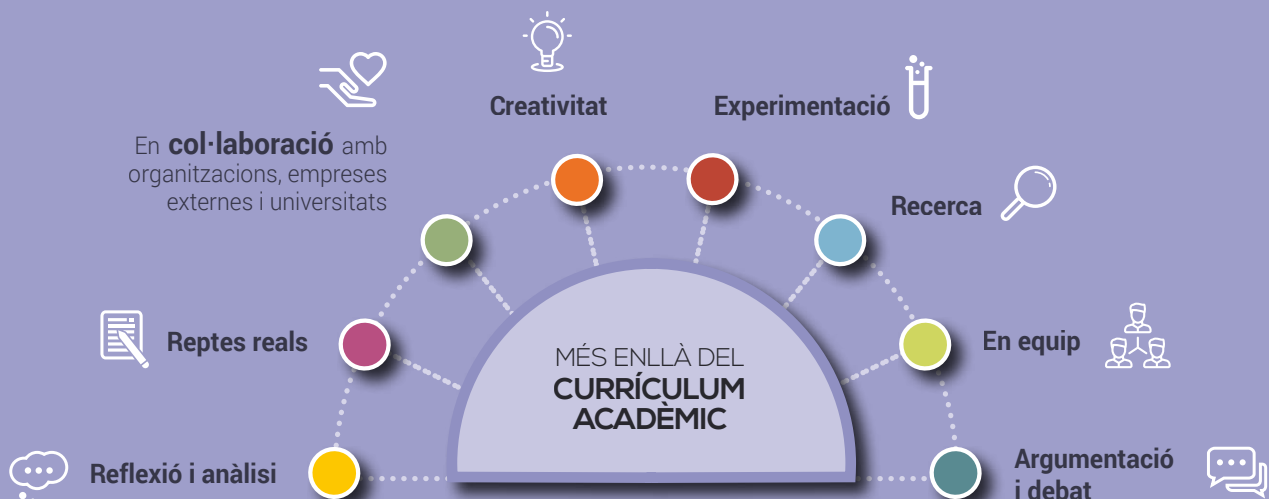 Creativitat
Experimentació
En col·laboració amb
organitzacions, empreses
externes i universitats
Recerca
Reptes reals
En equip
MÉS ENLLÀ DEL
CURRÍCULUM
ACADÈMIC
Reflexió i anàlisi
Argumentació
i debat